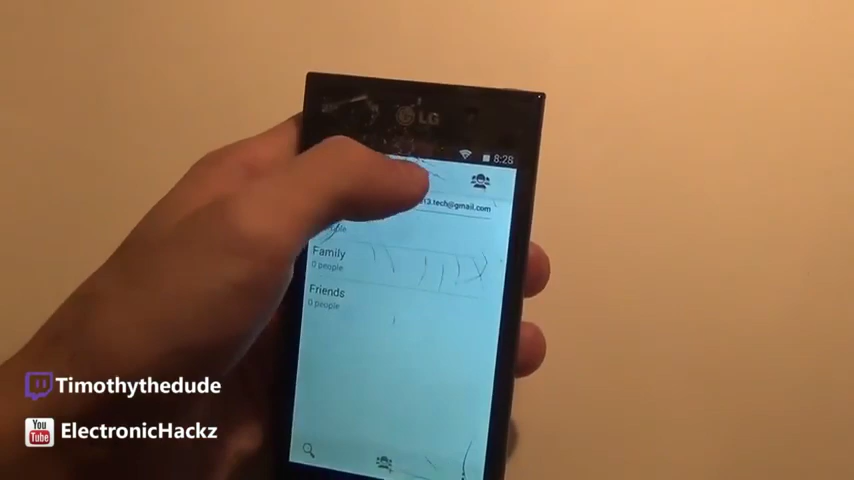 LG
8:28
13.tech@gmail.com
Family
0 people
Friends
0 people
Timothythedude
You
Tube
ElectronicHackz